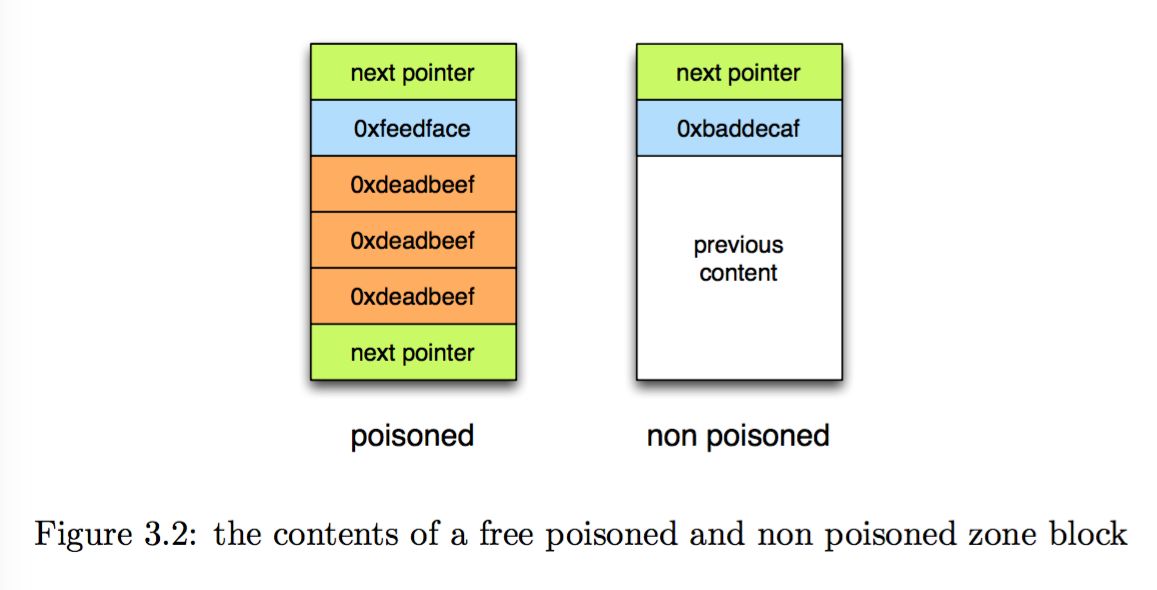 next pointer
0xfeedface
0xdeadbeef
0xdeadbeef
0xdeadbeef
next pointer
poisoned
next pointer
0xbaddecaf
previous
content
non poisoned
Figure 3.2: the contents of a free poisoned and non poisoned zone block